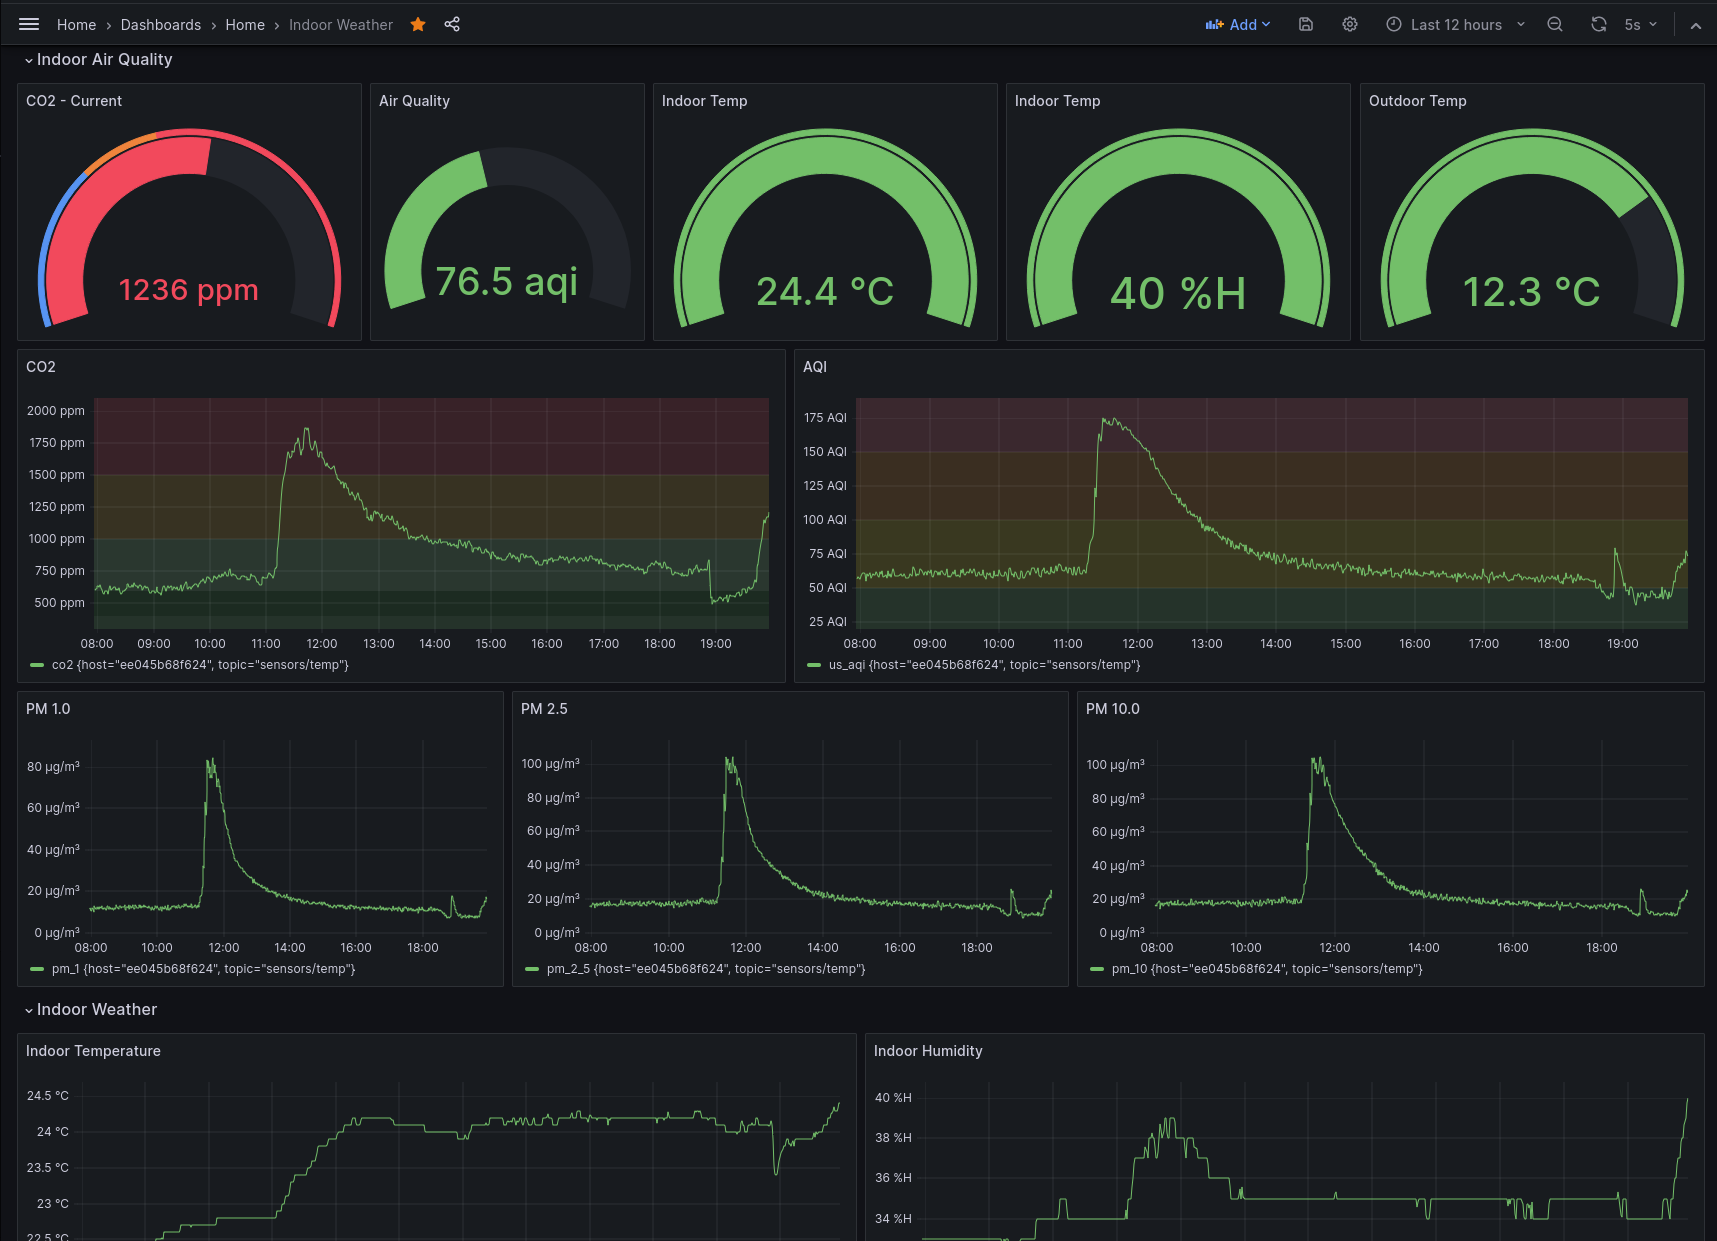 Home › Dashboards › Home › Indoor Weather Add Last 12 hours 5s
Indoor Air Quality
CO2 - Current
1236 ppm
Air Quality
76.5 aqi
Indoor Temp
24.4 °C
Indoor Temp
40 %H
Outdoor Temp
12.3 °C
CO2
2000 ppm
1750 ppm
1500 ppm
1250 ppm
1000 ppm
750 ppm
500 ppm
08:00 09:00 10:00 11:00 12:00 13:00 14:00 15:00 16:00 17:00 18:00 19:00
co2 {host="ee045b68f624", topic="sensors/temp"}
AQI
175 AQI
150 AQI
125 AQI
100 AQI
75 AQI
50 AQI
25 AQI
08:00 09:00 10:00 11:00 12:00 13:00 14:00 15:00 16:00 17:00 18:00 19:00
us_aqi {host="ee045b68f624", topic="sensors/temp"}
PM 1.0
80 µg/m³
60 µg/m³
40 µg/m³
20 µg/m³
0 µg/m³
08:00 10:00 12:00 14:00 16:00 18:00
pm_1 {host="ee045b68f624", topic="sensors/temp"}
PM 2.5
100 µg/m³
80 µg/m³
60 µg/m³
40 µg/m³
20 µg/m³
0 µg/m³
08:00 10:00 12:00 14:00 16:00 18:00
pm_2_5 {host="ee045b68f624", topic="sensors/temp"}
PM 10.0
100 µg/m³
80 µg/m³
60 µg/m³
40 µg/m³
20 µg/m³
0 µg/m³
08:00 10:00 12:00 14:00 16:00 18:00
pm_10 {host="ee045b68f624", topic="sensors/temp"}
Indoor Weather
Indoor Temperature
24.5 °C
24 °C
23.5 °C
23 °C
22.5 °C
Indoor Humidity
40 %H
38 %H
36 %H
34 %H